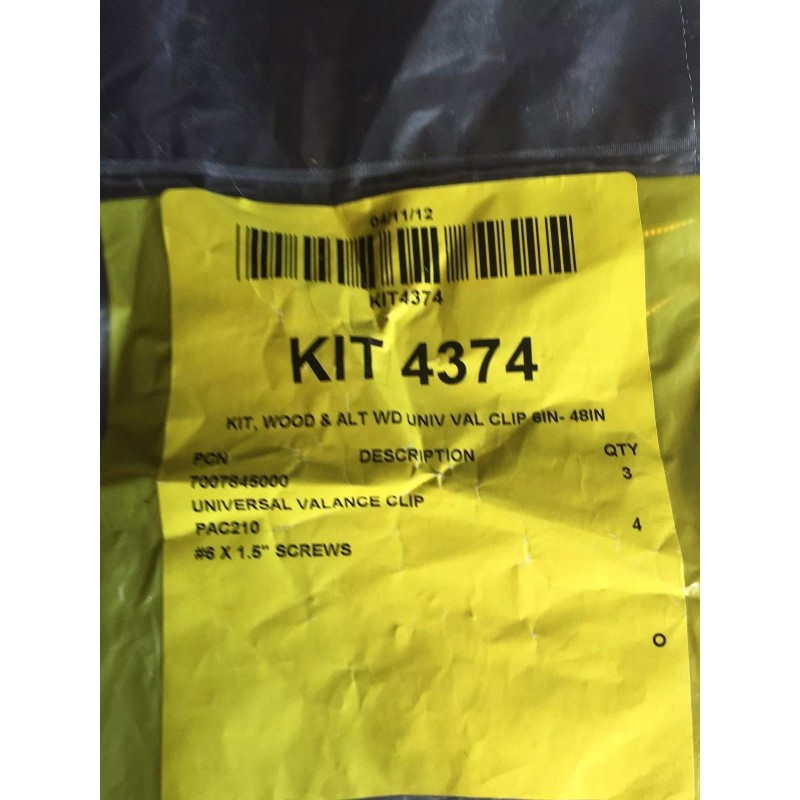 04/11/12
KIT4374
KIT 4374
KIT, WOOD & ALT WD UNIV VAL CLIP 6IN- 48IN
PCN DESCRIPTION QTY
7007845000 3
UNIVERSAL VALANCE CLIP
PAC210 4
#6 X 1.5" SCREWS
O